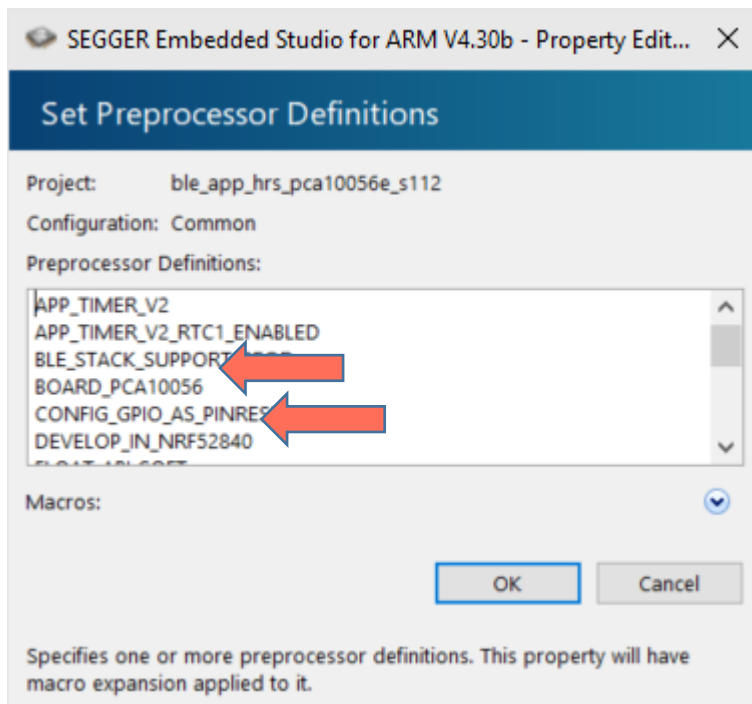 SEGGER Embedded Studio for ARM V4.30b - Property Edit...
Set Preprocessor Definitions
Project: ble_app_hrs_pca10056e_s112
Configuration: Common
Preprocessor Definitions:
APP_TIMER_V2
APP_TIMER_V2_RTC1_ENABLED
BLE_STACK_SUPPORT
BOARD_PCA10056
CONFIG_GPIO_AS_PINRES
DEVELOP_IN_NRF52840
Macros:
OK Cancel
Specifies one or more preprocessor definitions. This property will have
macro expansion applied to it.